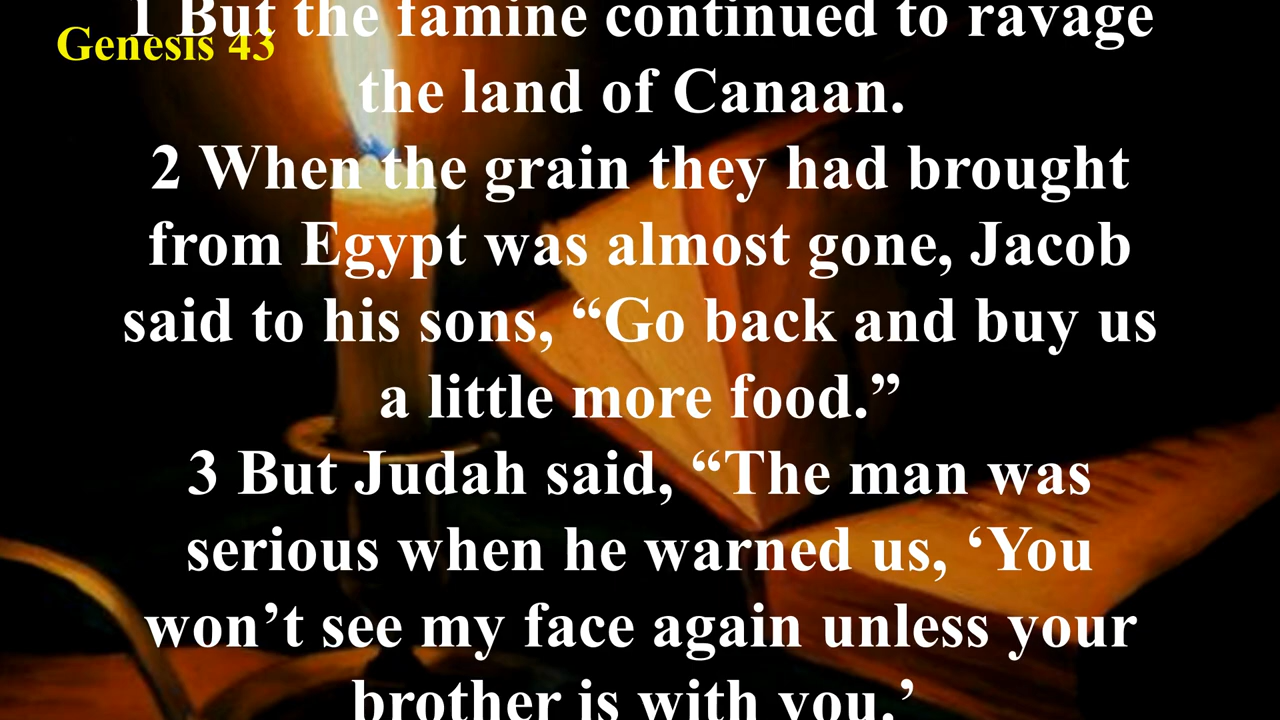 Genesis 43
1 But the famine continued to ravage
the land of Canaan.
2 When the grain they had brought
from Egypt was almost gone, Jacob
said to his sons, “Go back and buy us
a little more food.”
3 But Judah said, “The man was
serious when he warned us, ‘You
won’t see my face again unless your
brother is with you.’